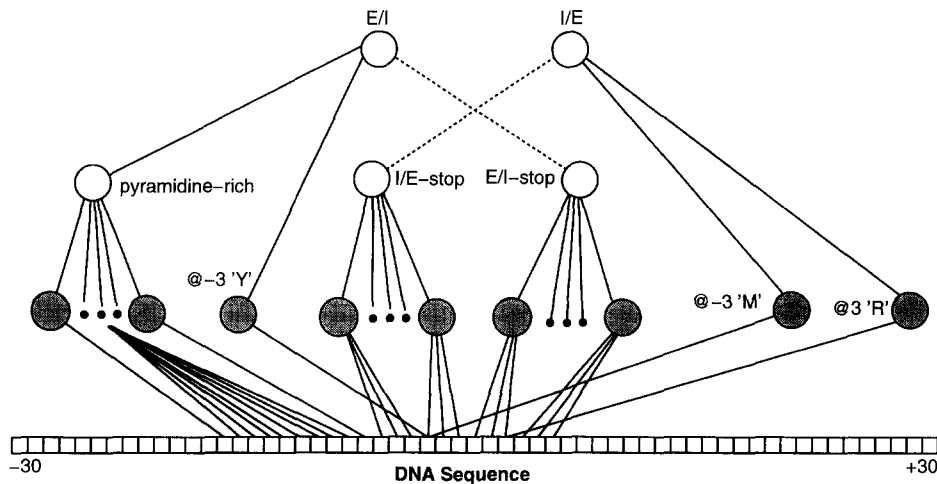 E/I
I/E
pyramidine-rich
I/E-stop
E/I-stop
@-3 'Y'
@-3 'M'
@3 'R'
-30
+30
DNA Sequence